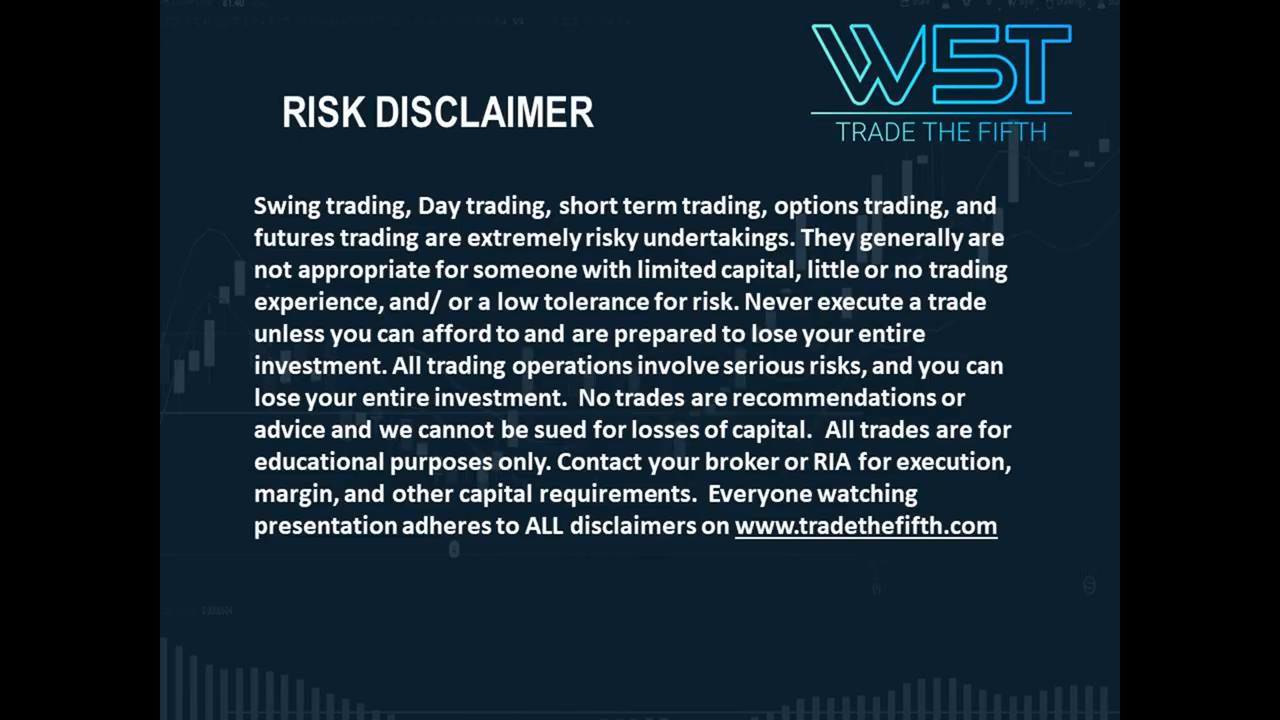 W5T
TRADE THE FIFTH
RISK DISCLAIMER
Swing trading, Day trading, short term trading, options trading, and
futures trading are extremely risky undertakings. They generally are
not appropriate for someone with limited capital, little or no trading
experience, and/ or a low tolerance for risk. Never execute a trade
unless you can afford to and are prepared to lose your entire
investment. All trading operations involve serious risks, and you can
lose your entire investment.  No trades are recommendations or
advice and we cannot be sued for losses of capital.  All trades are for
educational purposes only. Contact your broker or RIA for execution,
margin, and other capital requirements.  Everyone watching
presentation adheres to ALL disclaimers on www.tradethefifth.com